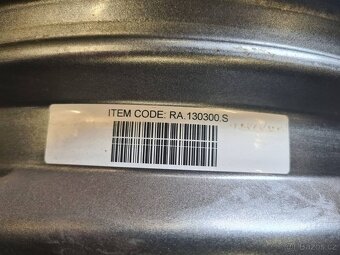 ITEM CODE: RA.130300.S